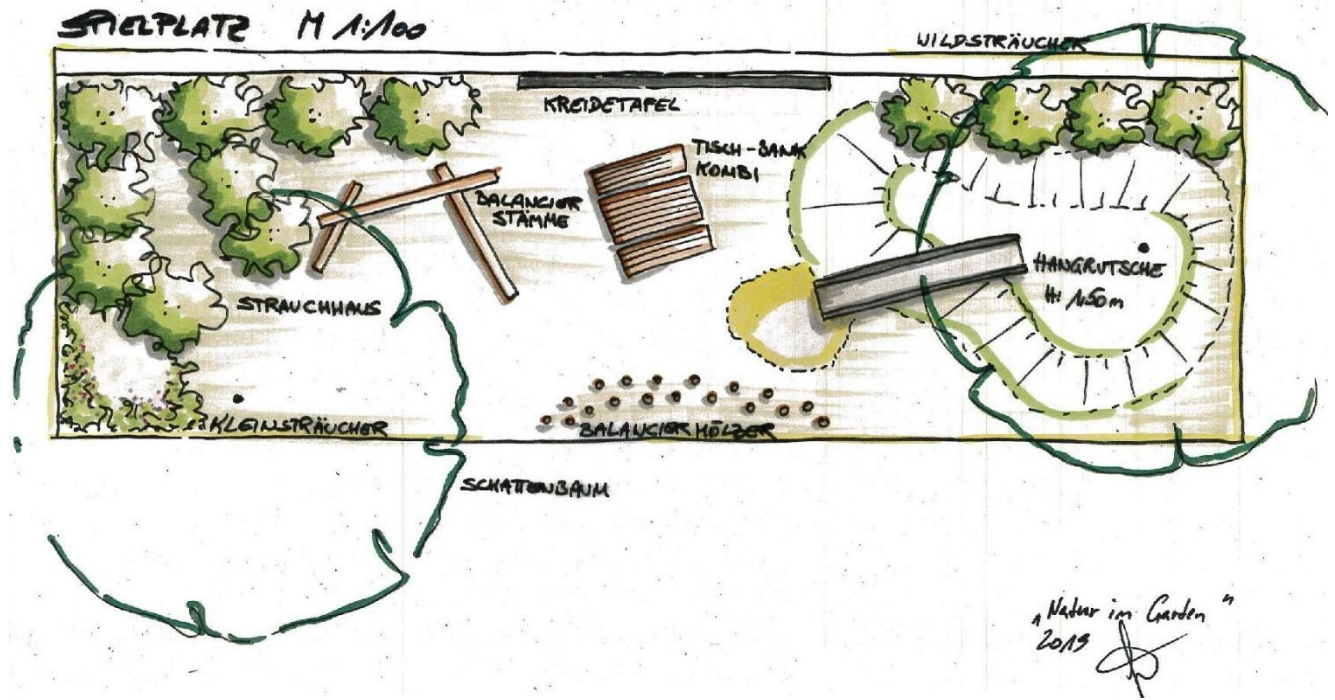 SPIELPLATZ M 1:100
WILDSTRÄUCHER
KREIDETAFEL
TISCH-BANK
KOMBI
BALANCIER
STÄMME
HANGRUTSCHE
H: 1,50m
STRAUCHHAUS
KLEINSTRÄUCHER
BALANCIERHÖLZER
SCHATTENBAUM
„Natur im Garten"
2019